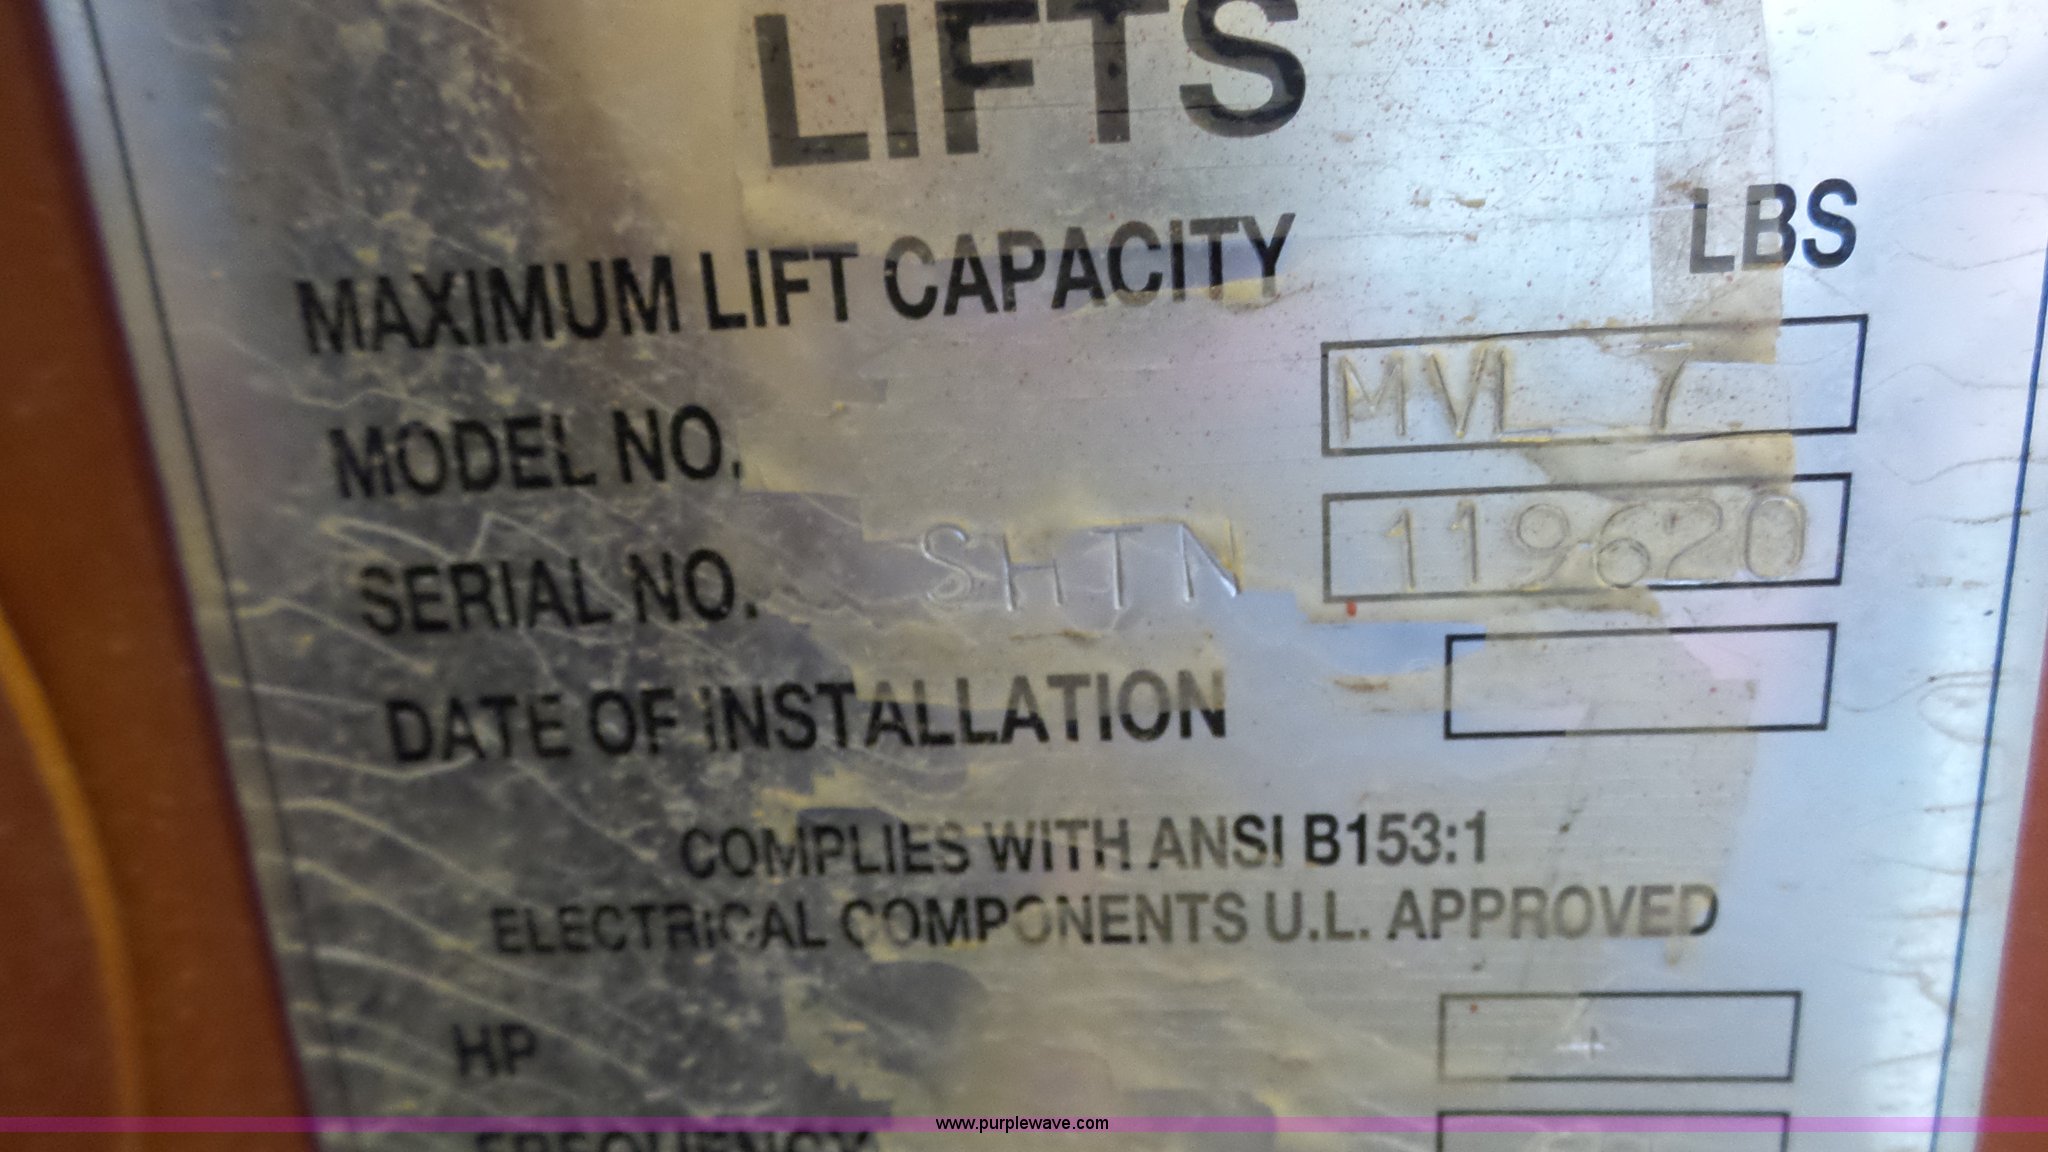 LIFTS
MAXIMUM LIFT CAPACITY LBS
MODEL NO. MVL 7
SERIAL NO. SHTN 119620
DATE OF INSTALLATION
COMPLIES WITH ANSI B153:1
ELECTRICAL COMPONENTS U.L. APPROVED
HP
FREQUENCY
www.purplewave.com